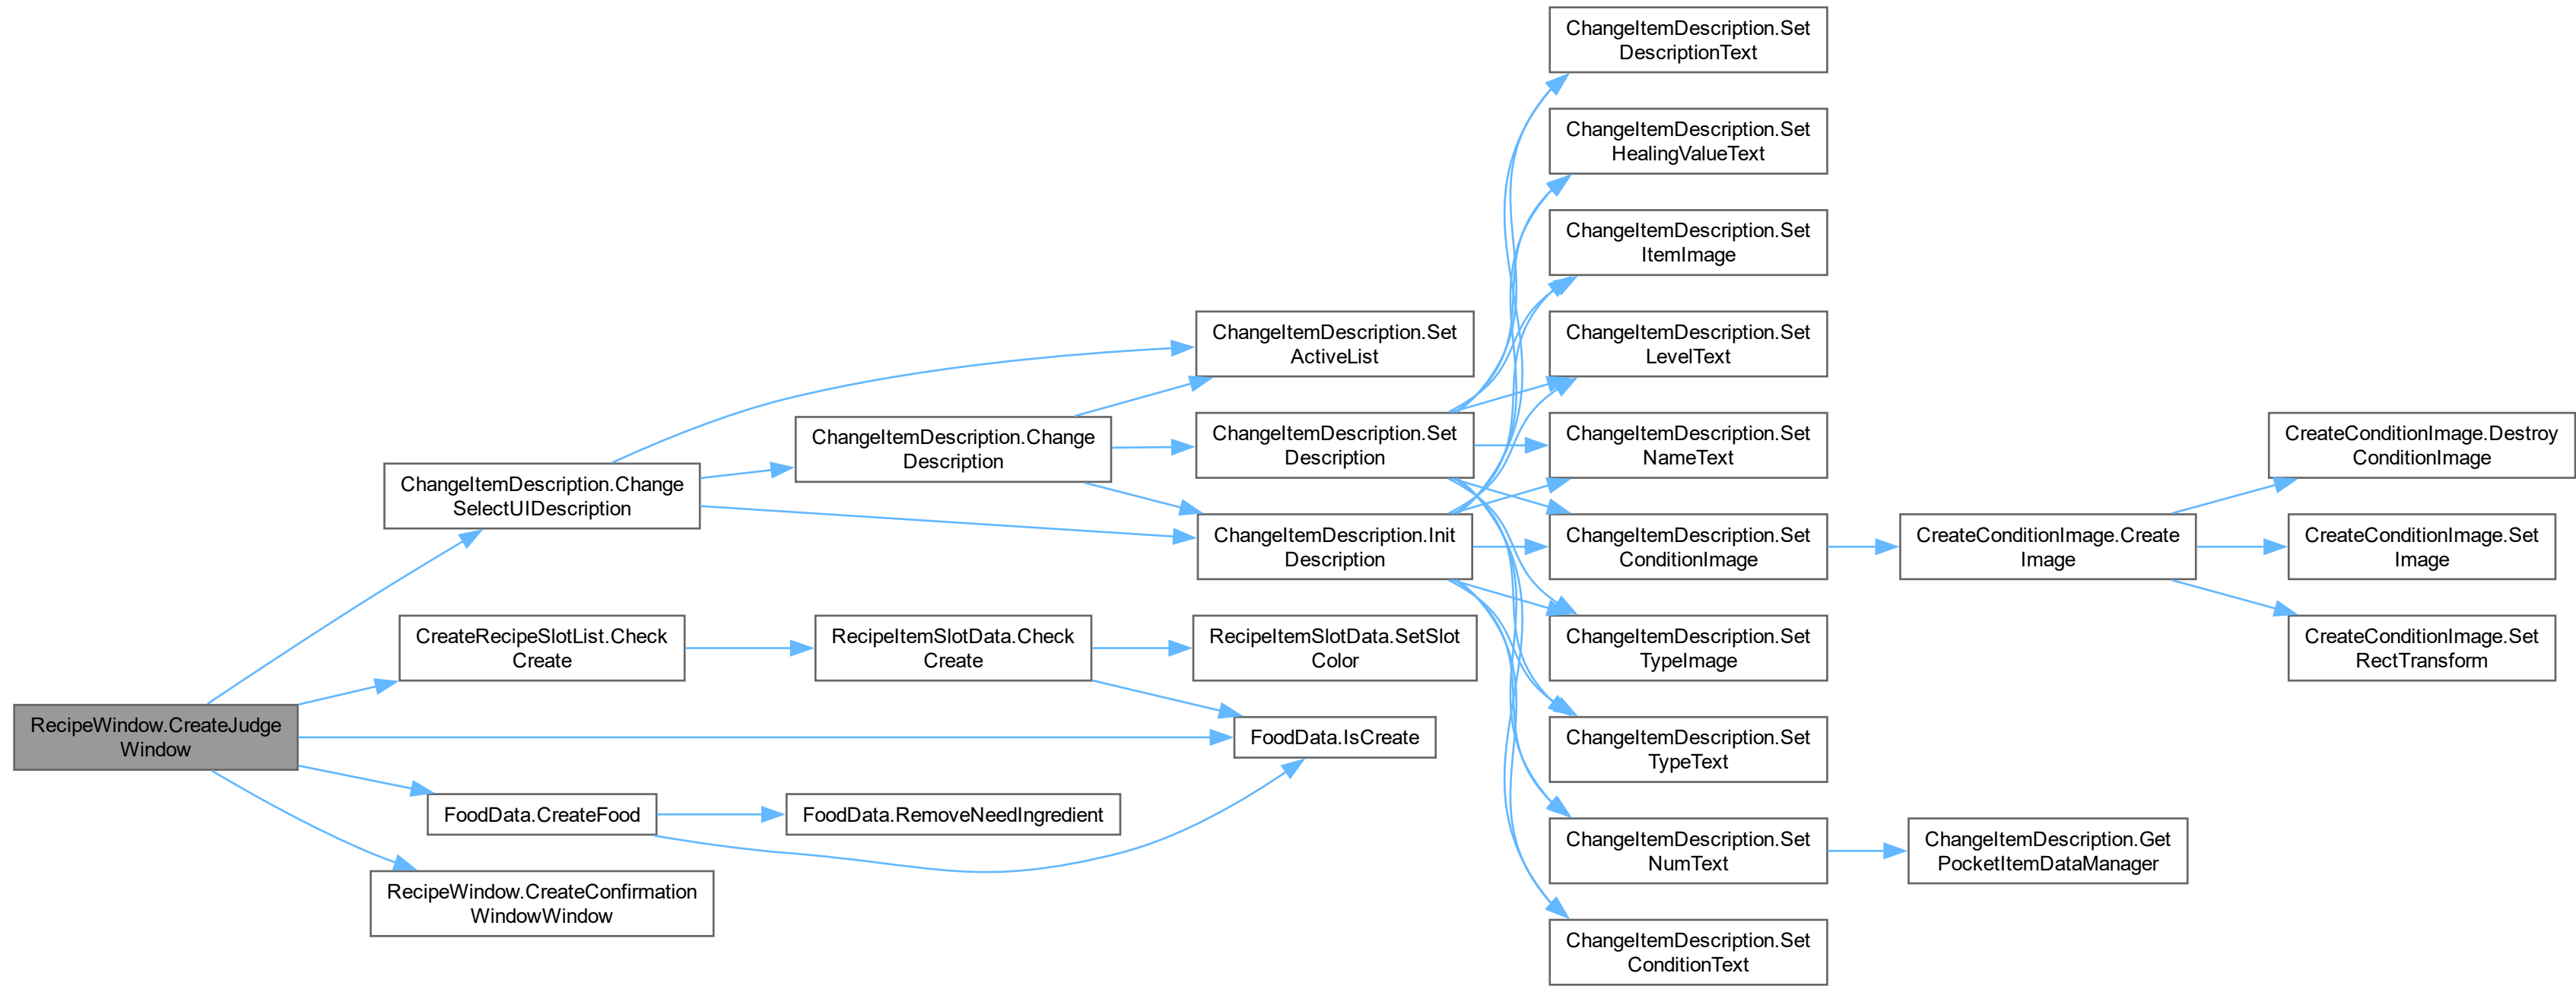 RecipeWindow.CreateJudge
Window
ChangeItemDescription.Change
SelectUIDescription
CreateRecipeSlotList.Check
Create
FoodData.CreateFood
RecipeWindow.CreateConfirmation
WindowWindow
ChangeItemDescription.Change
Description
RecipeItemSlotData.Check
Create
FoodData.RemoveNeedIngredient
ChangeItemDescription.Set
ActiveList
ChangeItemDescription.Set
Description
ChangeItemDescription.Init
Description
RecipeItemSlotData.SetSlot
Color
FoodData.IsCreate
ChangeItemDescription.Set
DescriptionText
ChangeItemDescription.Set
HealingValueText
ChangeItemDescription.Set
ItemImage
ChangeItemDescription.Set
LevelText
ChangeItemDescription.Set
NameText
ChangeItemDescription.Set
ConditionImage
ChangeItemDescription.Set
TypeImage
ChangeItemDescription.Set
TypeText
ChangeItemDescription.Set
NumText
ChangeItemDescription.Set
ConditionText
CreateConditionImage.Create
Image
ChangeItemDescription.Get
PocketItemDataManager
CreateConditionImage.Destroy
ConditionImage
CreateConditionImage.Set
Image
CreateConditionImage.Set
RectTransform